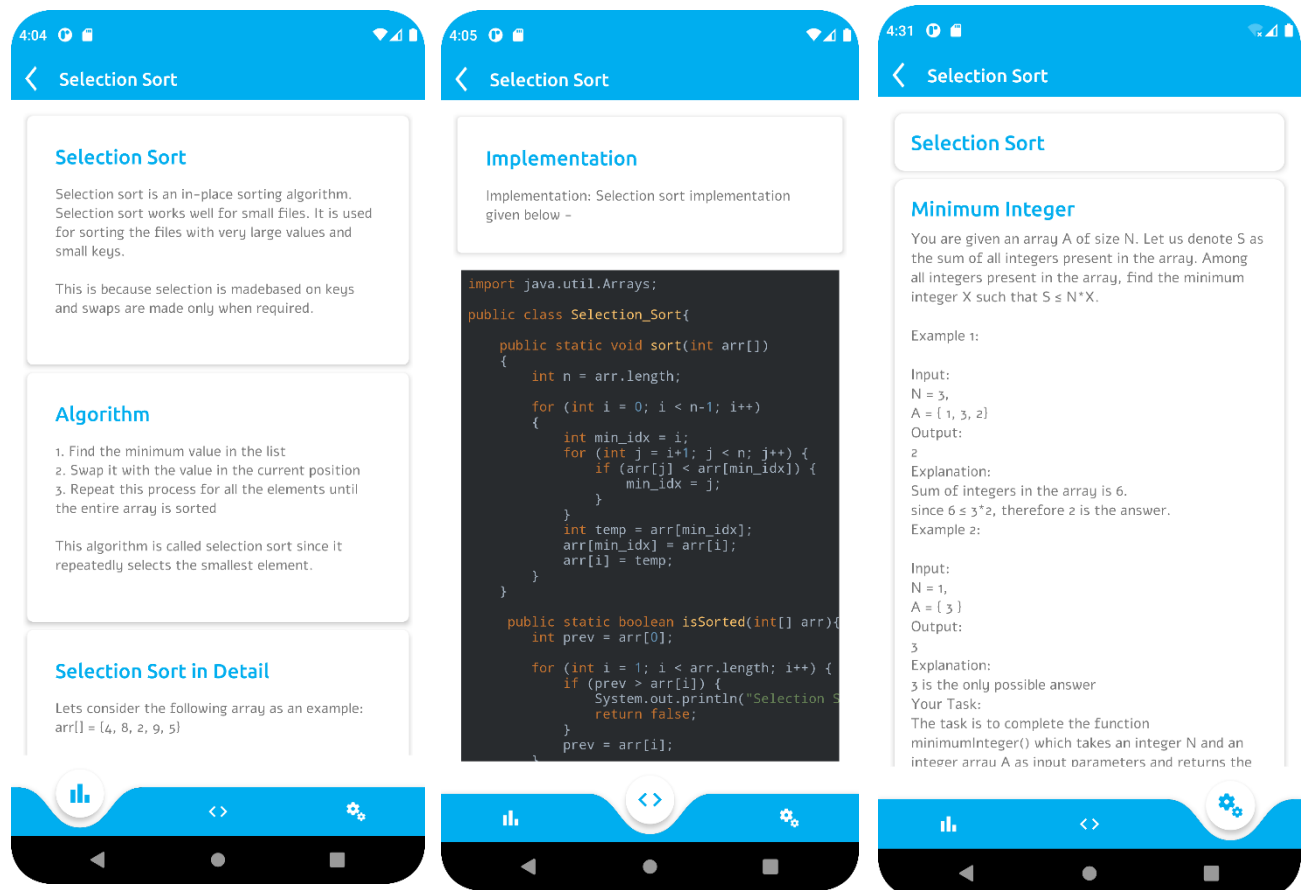 4:04
Selection Sort
Selection Sort
Selection sort is an in-place sorting algorithm.
Selection sort works well for small files. It is used
for sorting the files with very large values and
small keys.
This is because selection is madebased on keys
and swaps are made only when required.
Algorithm
1. Find the minimum value in the list
2. Swap it with the value in the current position
3. Repeat this process for all the elements until
the entire array is sorted
This algorithm is called selection sort since it
repeatedly selects the smallest element.
Selection Sort in Detail
Lets consider the following array as an example:
arr[] = {4, 8, 2, 9, 5}
4:05
Selection Sort
Implementation
Implementation: Selection sort implementation
given below –
import java.util.Arrays;
public class Selection_Sort{
public static void sort(int arr[])
{
int n = arr.length;
for (int i = 0; i < n-1; i++)
{
int min_idx = i;
for (int j = i+1; j < n; j++) {
if (arr[j] < arr[min_idx]) {
min_idx = j;
}
}
int temp = arr[min_idx];
arr[min_idx] = arr[i];
arr[i] = temp;
}
}
public static boolean isSorted(int[] arr){
int prev = arr[0];
for (int i = 1; i < arr.length; i++) {
if (prev > arr[i]) {
System.out.println("Selection S
return false;
}
prev = arr[i];
}
4:31
Selection Sort
Selection Sort
Minimum Integer
You are given an array A of size N. Let us denote S as
the sum of all integers present in the array. Among
all integers present in the array, find the minimum
integer X such that S ≤ N*X.
Example 1:
Input:
N = 3,
A = { 1, 3, 2}
Output:
2
Explanation:
Sum of integers in the array is 6.
since 6 ≤ 3*2, therefore 2 is the answer.
Example 2:
Input:
N = 1,
A = { 3 }
Output:
3
Explanation:
3 is the only possible answer
Your Task:
The task is to complete the function
minimumInteger() which takes an integer N and an
integer array A as input parameters and returns the